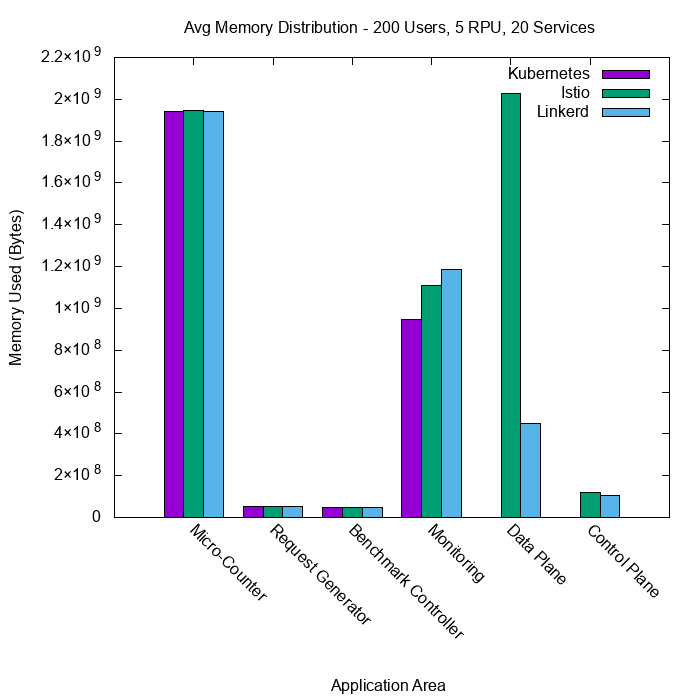 Avg Memory Distribution - 200 Users, 5 RPU, 20 Services
Kubernetes
Istio
Linkerd
Memory Used (Bytes)
2.2×10⁹
2×10⁹
1.8×10⁹
1.6×10⁹
1.4×10⁹
1.2×10⁹
1×10⁹
8×10⁸
6×10⁸
4×10⁸
2×10⁸
0
Micro-Counter
Request Generator
Benchmark Controller
Monitoring
Data Plane
Control Plane
Application Area